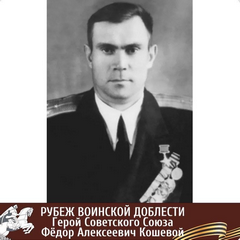 РУБЕЖ ВОИНСКОЙ ДОБЛЕСТИ
Герой Советского Союза
Фёдор Алексеевич Кошевой